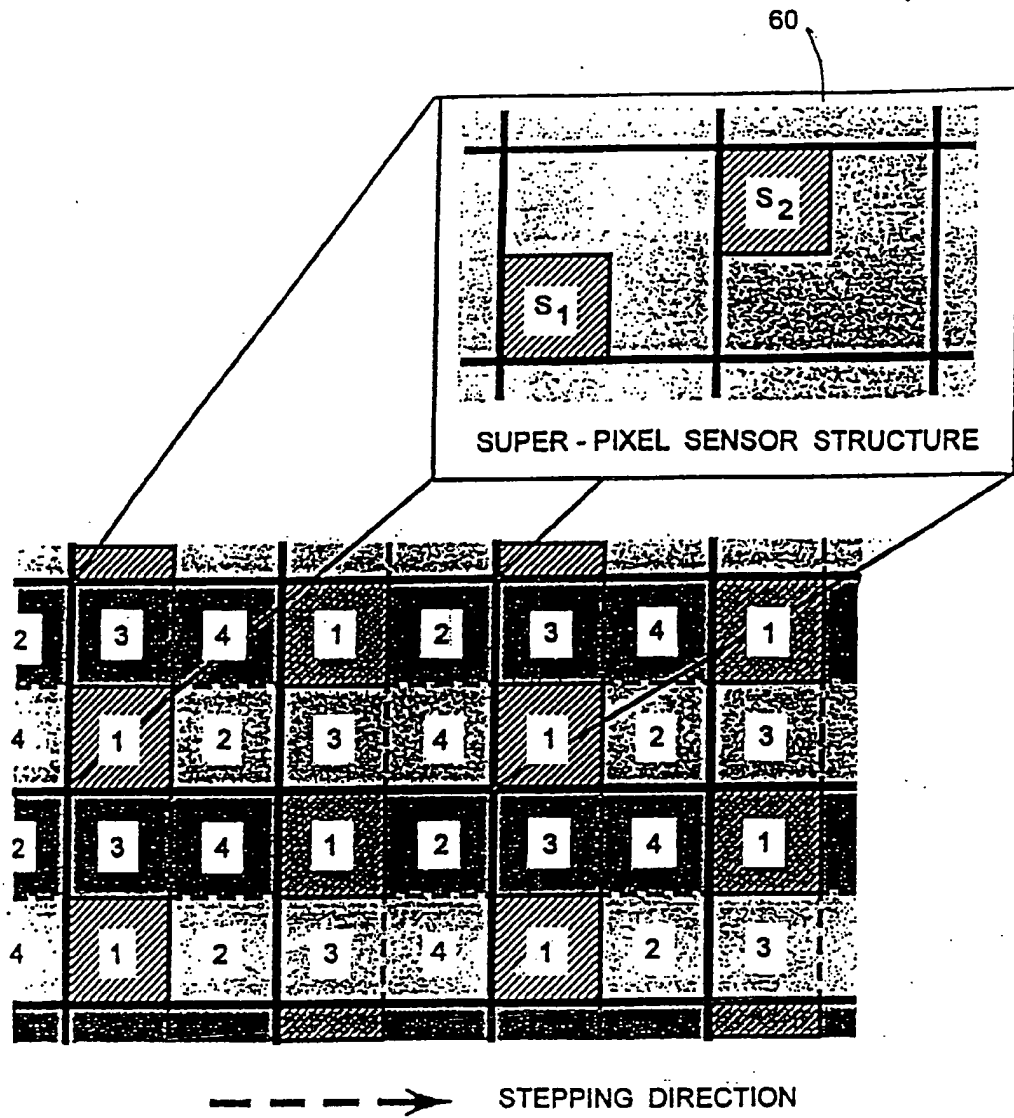 60
S2
S1
SUPER - PIXEL SENSOR STRUCTURE
2 3 4 1 2 3 4 1
4 1 2 3 4 1 2 3
2 3 4 1 2 3 4 1
4 1 2 3 4 1 2 3
STEPPING DIRECTION